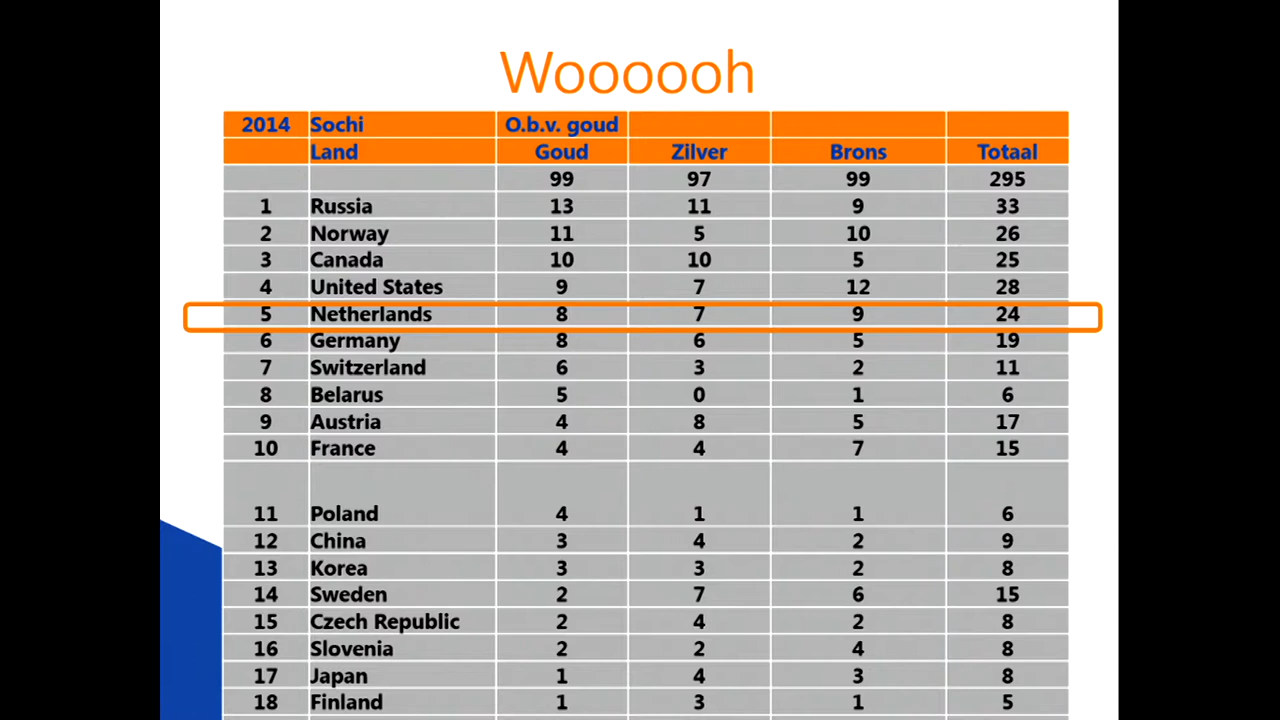 Woooooh
2014 Sochi O.b.v. goud
Land Goud Zilver Brons Totaal
99 97 99 295
1 Russia 13 11 9 33
2 Norway 11 5 10 26
3 Canada 10 10 5 25
4 United States 9 7 12 28
5 Netherlands 8 7 9 24
6 Germany 8 6 5 19
7 Switzerland 6 3 2 11
8 Belarus 5 0 1 6
9 Austria 4 8 5 17
10 France 4 4 7 15
11 Poland 4 1 1 6
12 China 3 4 2 9
13 Korea 3 3 2 8
14 Sweden 2 7 6 15
15 Czech Republic 2 4 2 8
16 Slovenia 2 2 4 8
17 Japan 1 4 3 8
18 Finland 1 3 1 5